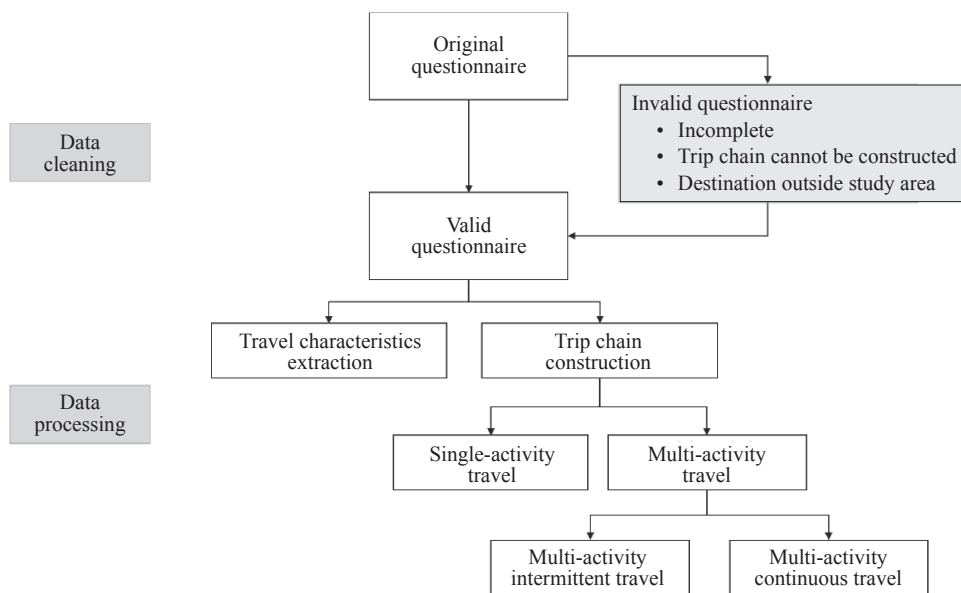 Original
questionnaire
Invalid questionnaire
• Incomplete
• Trip chain cannot be constructed
• Destination outside study area
Data
cleaning
Valid
questionnaire
Travel characteristics
extraction
Trip chain
construction
Data
processing
Single-activity
travel
Multi-activity
travel
Multi-activity
intermittent travel
Multi-activity
continuous travel